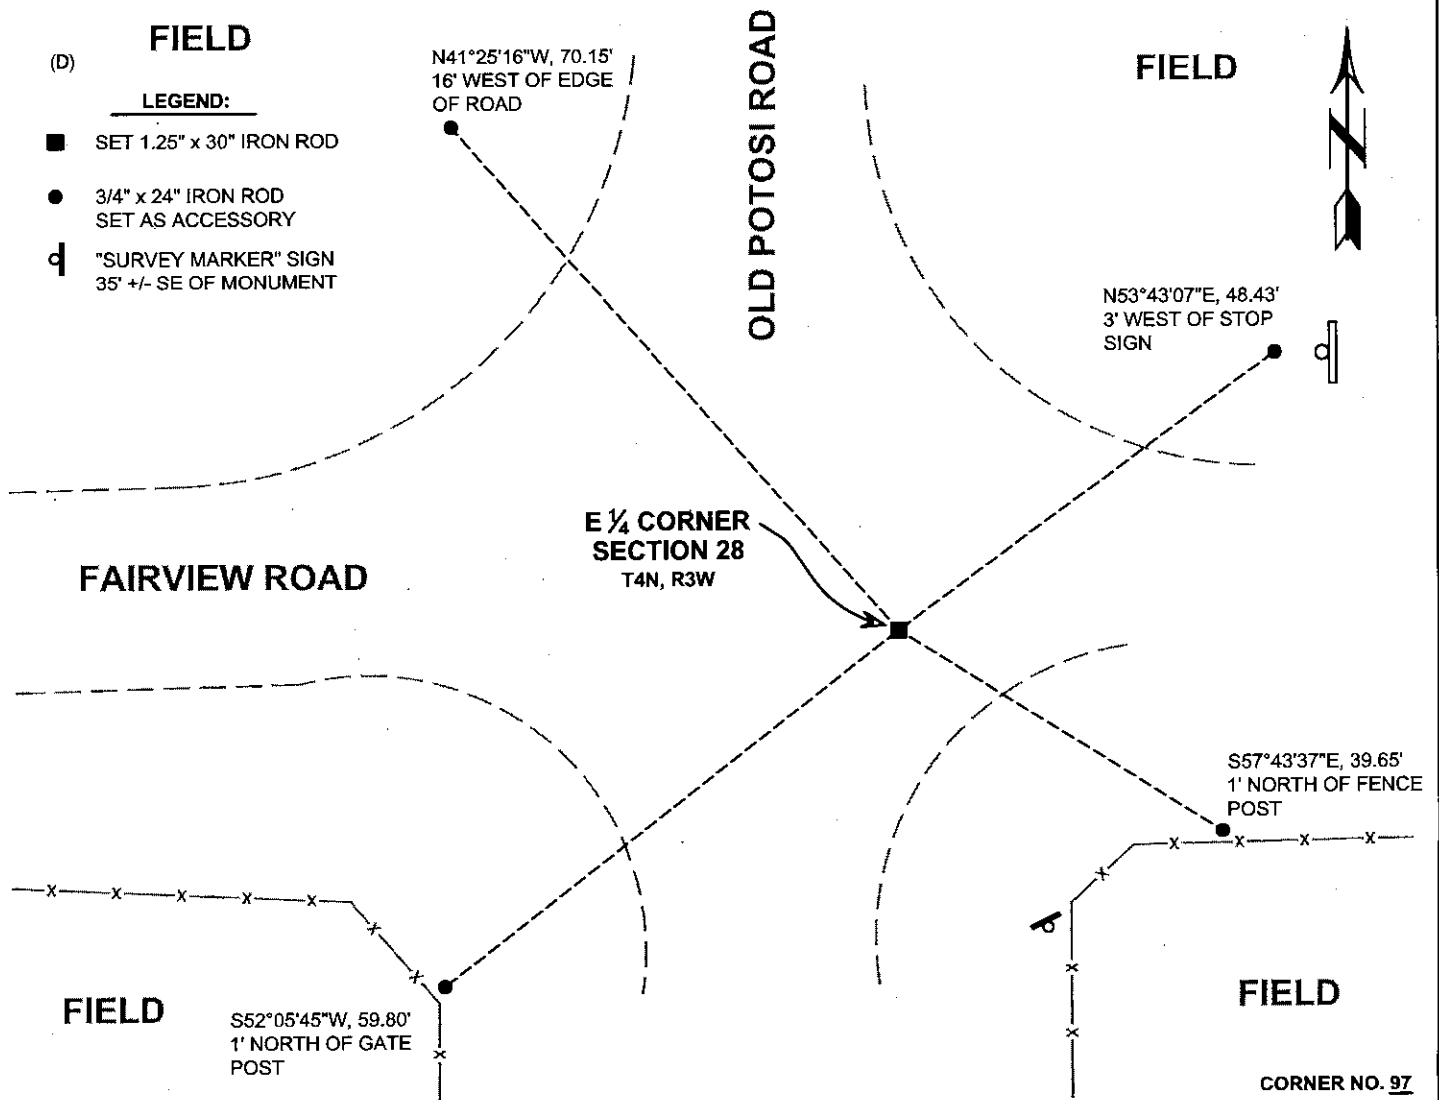 FIELD
(D)
LEGEND:
SET 1.25" x 30" IRON ROD
3/4" x 24" IRON ROD
SET AS ACCESSORY
"SURVEY MARKER" SIGN
35' +/- SE OF MONUMENT
N41°25'16"W, 70.15'
16' WEST OF EDGE
OF ROAD
OLD POTOSI ROAD
FIELD
N
N53°43'07"E, 48.43'
3' WEST OF STOP
SIGN
E 1/4 CORNER
SECTION 28
T4N, R3W
FAIRVIEW ROAD
S57°43'37"E, 39.65'
1' NORTH OF FENCE
POST
FIELD
S52°05'45"W, 59.80'
1' NORTH OF GATE
POST
FIELD
CORNER NO. 97